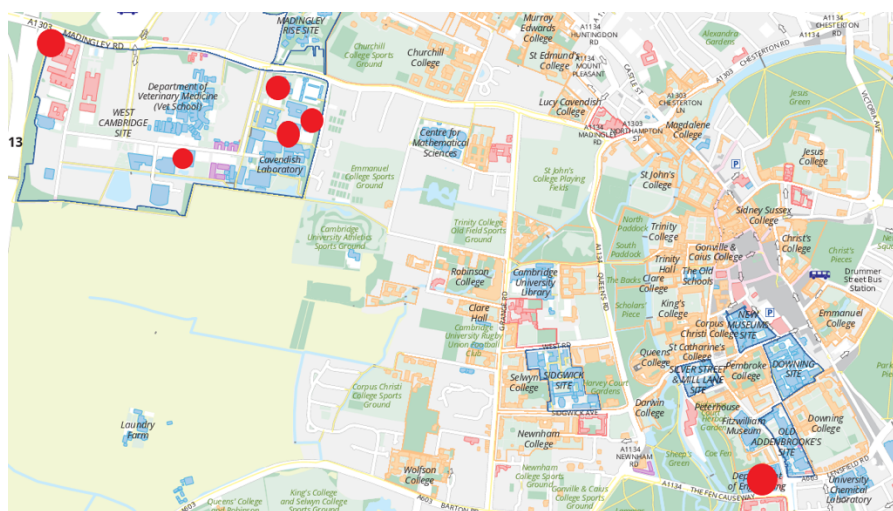 A1303
MADINGLEY RD
MADINGLEY
RISE SITE
Churchill
College Sports
Ground
Churchill
College
Murray
Edwards
College
St Edmund's
College
A1134
HUNTINGDON
RD
A1134
MOUNT
PLEASANT
CASTLE ST
Alexandra
Gardens
A1134
CHESTERTON
RD
CHESTERTON RD
A1303
A1303
CHESTERTON
LN
Jesus
Green
VICTORIA AVE
Department of
Veterinary Medicine
(Vet School)
WEST
CAMBRIDGE
SITE
13
Cavendish
Laboratory
Lucy Cavendish
College
A1134
MADINGLEY
RD
A1303
NORTHAMPTON
ST
Magdalene
College
P
Jesus
College
Centre for
Mathematical
Sciences
Emmanuel
College Sports
Ground
St John's
College Playing
Fields
St John's
College
Sidney Sussex
College
Cambridge
University Athletics
Sports Ground
Trinity College
Old Field Sports
Ground
North
Paddock
South
Paddock
Trinity
College
Gonville &
Caius College
Christ's
College
Christ's
Pieces
A1134
QUEEN'S RD
Trinity
Hall
Clare
College
The Old
Schools
The Backs
Drummer
Street Bus
Station
Robinson
College
Cambridge
University
Library
Scholars'
Piece
King's
College
Clare
Hall
GRANGE RD
Cambridge
University Rugby
Union Football
Club
P
Corpus
Christi College
NEW
MUSEUMS
SITE
Emmanuel
College
WEST RD
St Catharine's
College
Queens'
College
SILVER STREET
& MILL LANE
SITE
Pembroke
College
DOWNING
SITE
Selwyn
College
SIDGWICK
SITE
Harvey Court
Gardens
Corpus Christi
College Sports
Ground
SIDGWICK AVE
Darwin
College
Peterhouse
Fitzwilliam
Museum
OLD
ADDENBROOKE'S
SITE
Downing
College
Laundry
Farm
Newnham
College
Wolfson
College
A1134
NEWNHAM
RD
Sheep's
Green
Coe Fen
LENSFIELD RD
A603
Newnham
College Sports
Ground
A1134
THE FEN CAUSEWAY
University
Chemical
Laboratory
King's College
and Selwyn College
Sports Ground
Queens' College
A603
BARTON RD
Gonville & Caius
College Sports
Ground